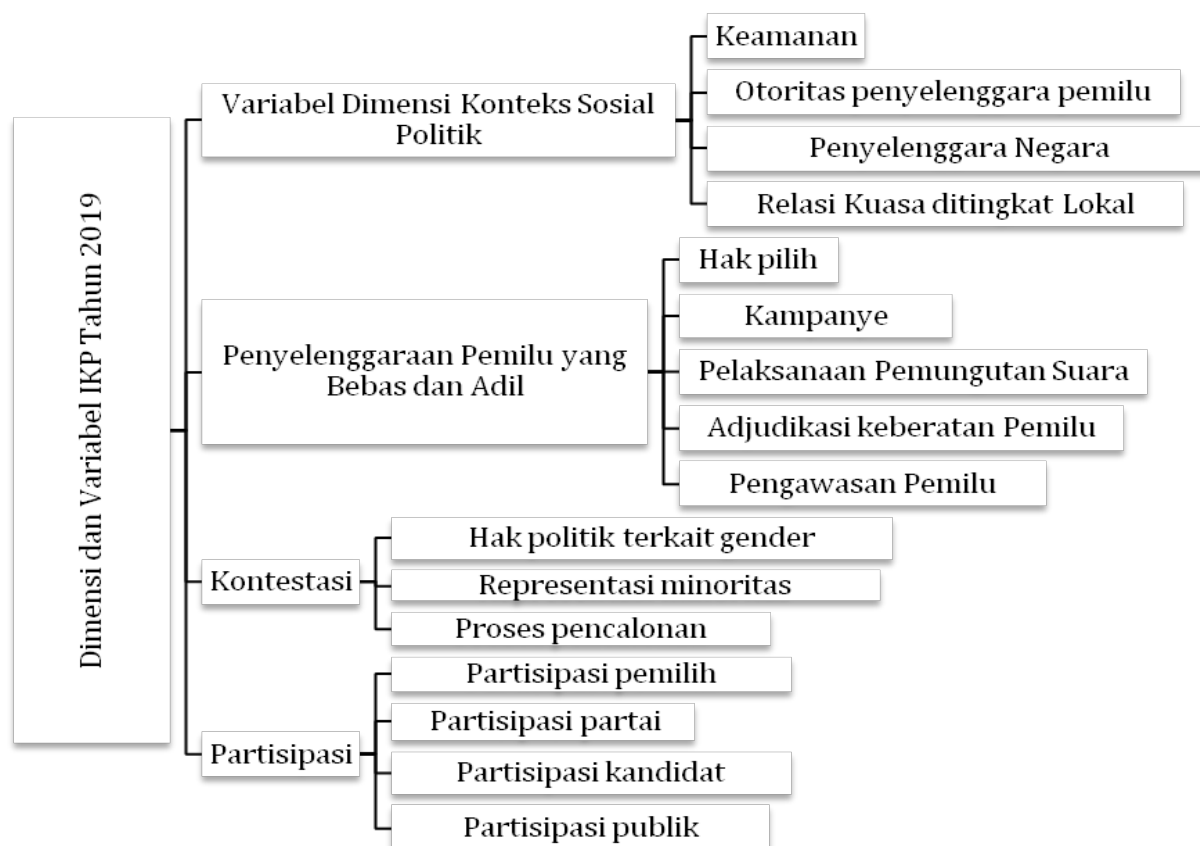 Dimensi dan Variabel IKP Tahun 2019
Variabel Dimensi Konteks Sosial
Politik
Keamanan
Otoritas penyelenggara pemilu
Penyelenggara Negara
Relasi Kuasa ditingkat Lokal
Penyelenggaraan Pemilu yang
Bebas dan Adil
Hak pilih
Kampanye
Pelaksanaan Pemungutan Suara
Adjudikasi keberatan Pemilu
Pengawasan Pemilu
Kontestasi
Hak politik terkait gender
Representasi minoritas
Proses pencalonan
Partisipasi
Partisipasi pemilih
Partisipasi partai
Partisipasi kandidat
Partisipasi publik